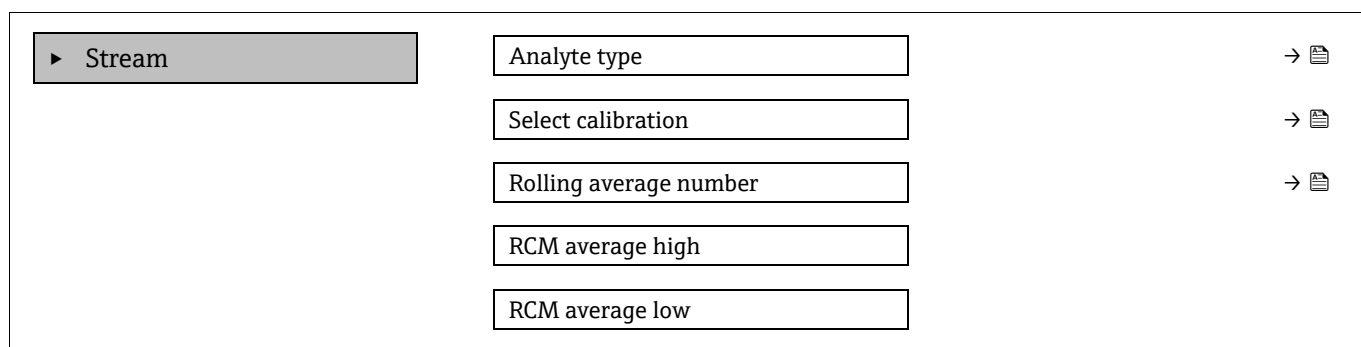 ▸ Stream
Analyte type →
Select calibration →
Rolling average number →
RCM average high
RCM average low